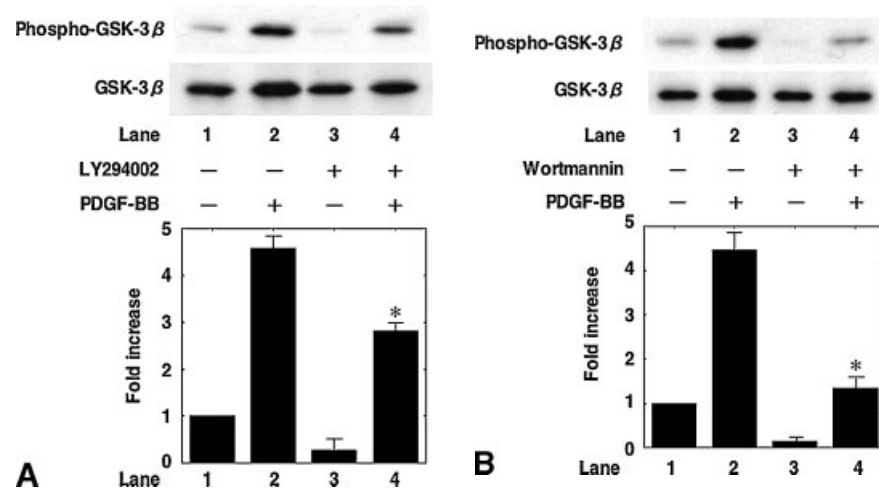 Phospho-GSK-3β
GSK-3β
Lane 1 2 3 4
LY294002 − − + +
PDGF-BB − + − +
5
4
3
2
1
0
Fold increase
*
Lane 1 2 3 4
A
Phospho-GSK-3β
GSK-3β
Lane 1 2 3 4
Wortmannin − − + +
PDGF-BB − + − +
5
4
3
2
1
0
Fold increase
*
Lane 1 2 3 4
B